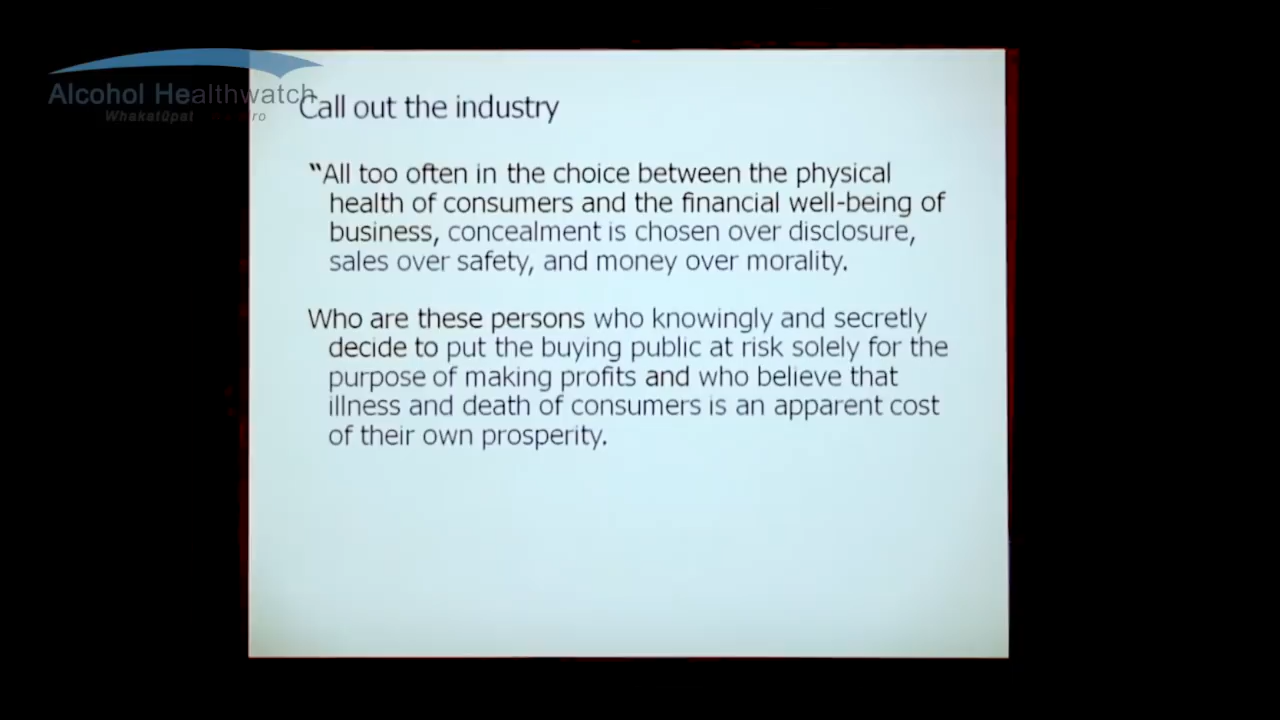 Alcohol Healthwatch
Call out the industry
“All too often in the choice between the physical
health of consumers and the financial well-being of
business, concealment is chosen over disclosure,
sales over safety, and money over morality.
Who are these persons who knowingly and secretly
decide to put the buying public at risk solely for the
purpose of making profits and who believe that
illness and death of consumers is an apparent cost
of their own prosperity.